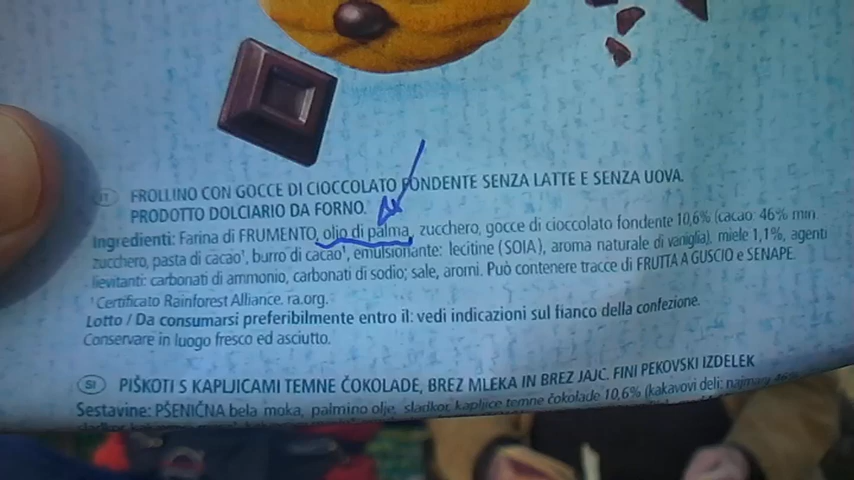 IT FROLLINO CON GOCCE DI CIOCCOLATO FONDENTE SENZA LATTE E SENZA UOVA.
PRODOTTO DOLCIARIO DA FORNO.
Ingredienti: Farina di FRUMENTO, olio di palma, zucchero, gocce di cioccolato fondente 10,6% (cacao: 46% min.
zucchero, pasta di cacao¹, burro di cacao¹, emulsionante: lecitine (SOIA), aroma naturale di vaniglia), miele 1,1%, agenti
lievitanti: carbonati di ammonio, carbonati di sodio; sale, aromi. Può contenere tracce di FRUTTA A GUSCIO e SENAPE.
¹ Certificato Rainforest Alliance. ra.org.
Lotto / Da consumarsi preferibilmente entro il: vedi indicazioni sul fianco della confezione.
Conservare in luogo fresco ed asciutto.
SI PIŠKOTI S KAPLJICAMI TEMNE ČOKOLADE, BREZ MLEKA IN BREZ JAJC. FINI PEKOVSKI IZDELEK
Sestavine: PŠENIČNA bela moka, palmino olje, sladkor, kapljice temne čokolade 10,6% (kakavovi deli: najmanj 46%